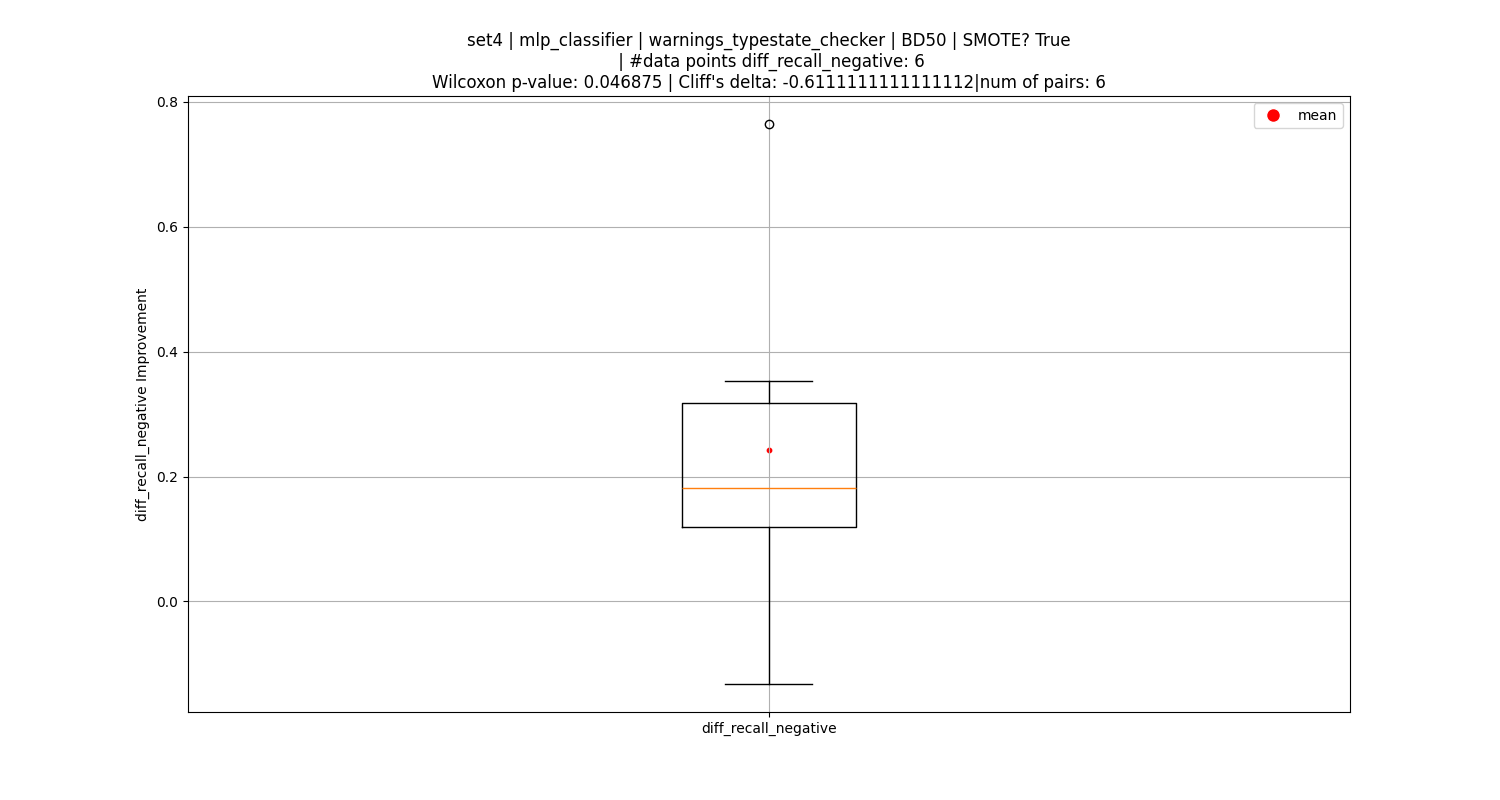 set4 | mlp_classifier | warnings_typestate_checker | BD50 | SMOTE? True
| #data points diff_recall_negative: 6
Wilcoxon p-value: 0.046875 | Cliff's delta: -0.6111111111111112|num of pairs: 6
mean
0.8
0.6
0.4
0.2
0.0
diff_recall_negative Improvement
diff_recall_negative